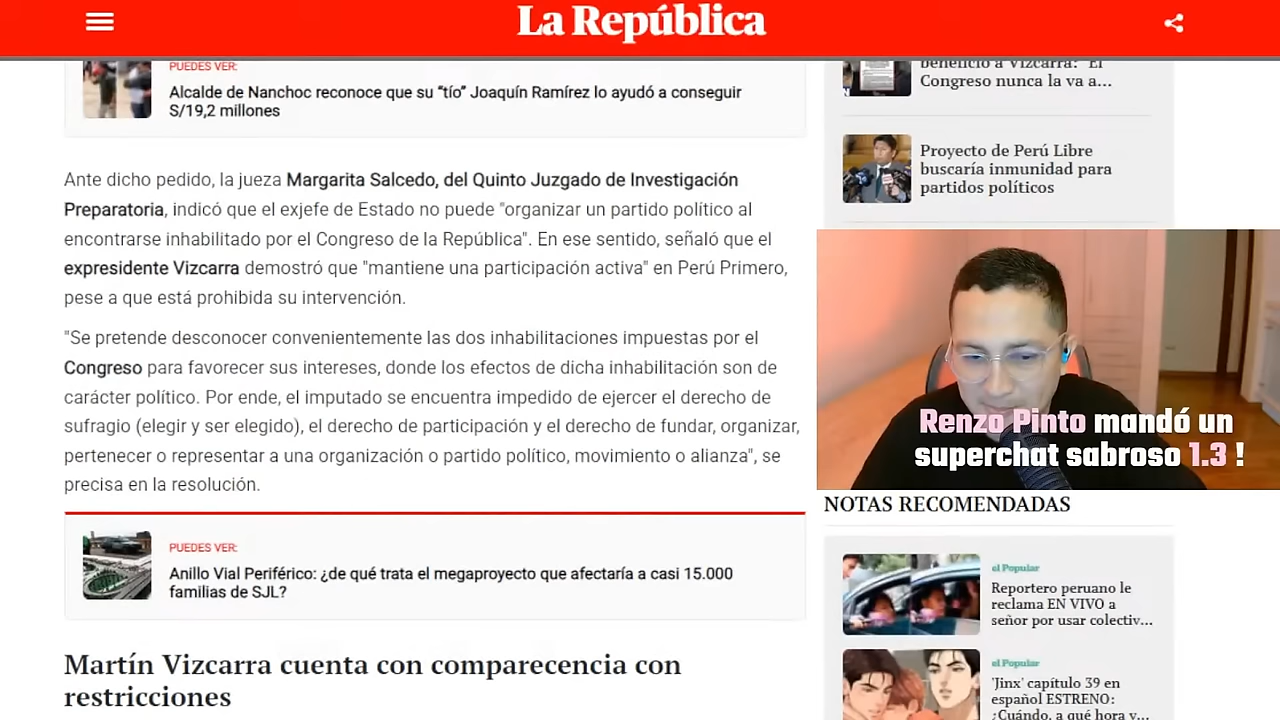 La República
PUEDES VER:
Alcalde de Nanchoc reconoce que su “tío” Joaquín Ramírez lo ayudó a conseguir
S/19,2 millones
Ante dicho pedido, la jueza Margarita Salcedo, del Quinto Juzgado de Investigación
Preparatoria, indicó que el exjefe de Estado no puede "organizar un partido político al
encontrarse inhabilitado por el Congreso de la República". En ese sentido, señaló que el
expresidente Vizcarra demostró que "mantiene una participación activa" en Perú Primero,
pese a que está prohibida su intervención.
"Se pretende desconocer convenientemente las dos inhabilitaciones impuestas por el
Congreso para favorecer sus intereses, donde los efectos de dicha inhabilitación son de
carácter político. Por ende, el imputado se encuentra impedido de ejercer el derecho de
sufragio (elegir y ser elegido), el derecho de participación y el derecho de fundar, organizar,
pertenecer o representar a una organización o partido político, movimiento o alianza", se
precisa en la resolución.
PUEDES VER:
Anillo Vial Periférico: ¿de qué trata el megaproyecto que afectaría a casi 15.000
familias de SJL?
Martín Vizcarra cuenta con comparecencia con
restricciones
beneficio a Vizcarra: "El
Congreso nunca la va a...
Proyecto de Perú Libre
buscaría inmunidad para
partidos políticos
Renzo Pinto mandó un
superchat sabroso 1.3 !
NOTAS RECOMENDADAS
el Popular
Reportero peruano le
reclama EN VIVO a
señor por usar colectiv...
el Popular
'Jinx' capítulo 39 en
español ESTRENO:
¿Cuándo, a qué hora y...